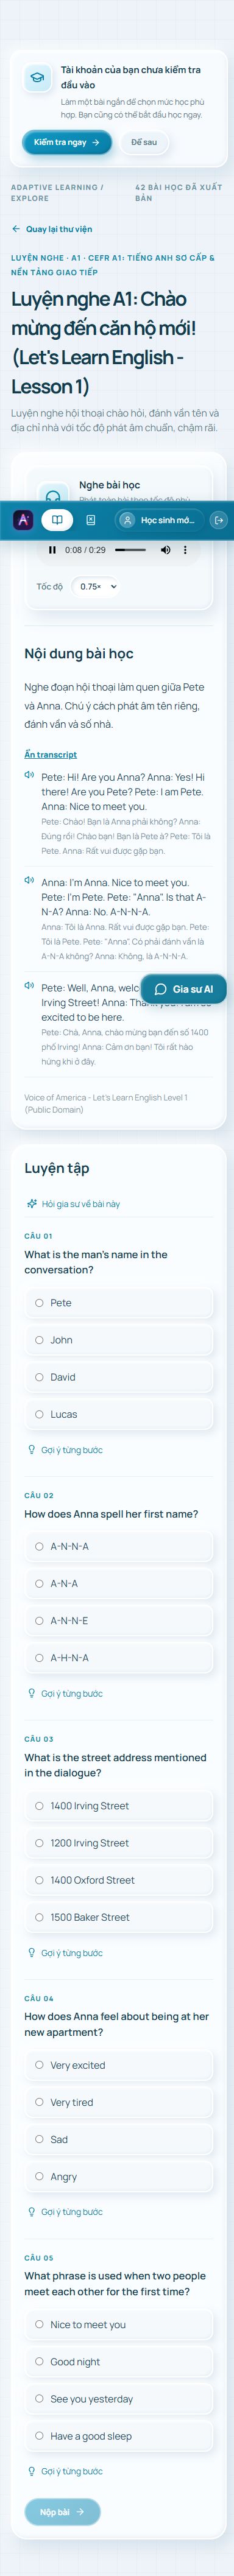 Tài khoản của bạn chưa kiểm tra
đầu vào
Làm một bài ngắn để chọn mức học phù
hợp. Bạn cũng có thể bắt đầu học ngay.
Kiểm tra ngay
Để sau
ADAPTIVE LEARNING /
EXPLORE
42 BÀI HỌC ĐÃ XUẤT
BẢN
Quay lại thư viện
LUYỆN NGHE · A1 · CEFR A1: TIẾNG ANH SƠ CẤP &
NỀN TẢNG GIAO TIẾP
Luyện nghe A1: Chào
mừng đến căn hộ mới!
(Let's Learn English -
Lesson 1)
Luyện nghe hội thoại chào hỏi, đánh vần tên và
địa chỉ nhà với tốc độ phát âm chuẩn, chậm rãi.
Nghe bài học
A
Học sinh mớ...
0:08 / 0:29
Tốc độ
0.75×
Nội dung bài học
Nghe đoạn hội thoại làm quen giữa Pete
và Anna. Chú ý cách phát âm tên riêng,
đánh vần và số nhà.
Ẩn transcript
Pete: Hi! Are you Anna? Anna: Yes! Hi
there! Are you Pete? Pete: I am Pete.
Anna: Nice to meet you.
Pete: Chào! Bạn là Anna phải không? Anna:
Đúng rồi! Chào bạn! Bạn là Pete à? Pete: Tôi là
Pete. Anna: Rất vui được gặp bạn.
Anna: I'm Anna. Nice to meet you.
Pete: I'm Pete. Pete: "Anna". Is that A-
N-A? Anna: No. A-N-N-A.
Anna: Tôi là Anna. Rất vui được gặp bạn. Pete:
Tôi là Pete. Pete: "Anna". Có phải đánh vần là
A-N-A không? Anna: Không, là A-N-N-A.
Pete: Well, Anna, welc
Irving Street! Anna: Tha
excited to be here.
Gia sư AI
Pete: Chà, Anna, chào mừng bạn đến số 1400
phố Irving! Anna: Cảm ơn bạn! Tôi rất hào
hứng khi ở đây.
Voice of America - Let's Learn English Level 1
(Public Domain)
Luyện tập
Hỏi gia sư về bài này
CÂU 01
What is the man's name in the
conversation?
Pete
John
David
Lucas
Gợi ý từng bước
CÂU 02
How does Anna spell her first name?
A-N-N-A
A-N-A
A-N-N-E
A-H-N-A
Gợi ý từng bước
CÂU 03
What is the street address mentioned
in the dialogue?
1400 Irving Street
1200 Irving Street
1400 Oxford Street
1500 Baker Street
Gợi ý từng bước
CÂU 04
How does Anna feel about being at her
new apartment?
Very excited
Very tired
Sad
Angry
Gợi ý từng bước
CÂU 05
What phrase is used when two people
meet each other for the first time?
Nice to meet you
Good night
See you yesterday
Have a good sleep
Gợi ý từng bước
Nộp bài